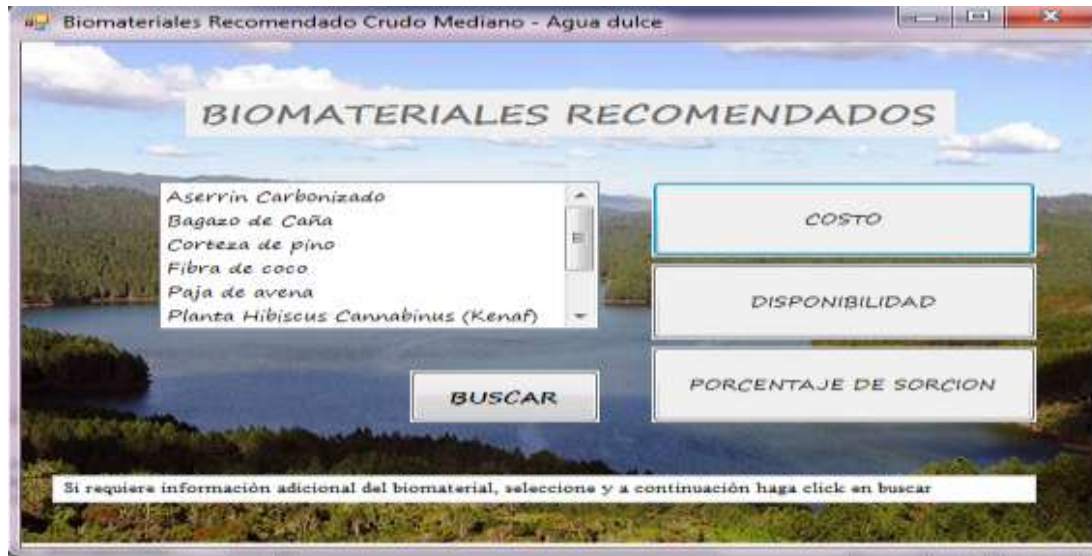 Biomateriales Recomendado Crudo Mediano - Agua dulce
BIOMATERIALES RECOMENDADOS
Aserrin Carbonizado
Bagazo de Caña
Corteza de pino
Fibra de coco
Paja de avena
Planta Hibiscus Cannabinus (Kenaf)
COSTO
DISPONIBILIDAD
PORCENTAJE DE SORCION
BUSCAR
Si requiere información adicional del biomaterial, seleccione y a continuación haga click en buscar